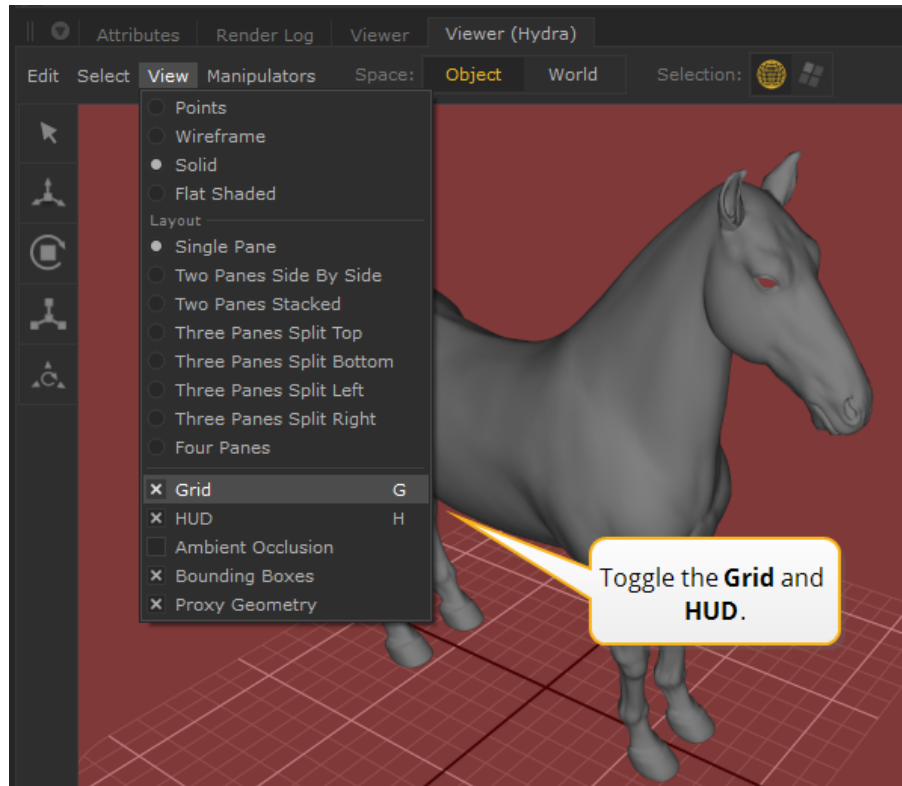 Attributes Render Log Viewer Viewer (Hydra)
Edit Select View Manipulators Space: Object World Selection:
Points
Wireframe
Solid
Flat Shaded
Layout
Single Pane
Two Panes Side By Side
Two Panes Stacked
Three Panes Split Top
Three Panes Split Bottom
Three Panes Split Left
Three Panes Split Right
Four Panes
Grid G
HUD H
Ambient Occlusion
Bounding Boxes
Proxy Geometry
Toggle the Grid and
HUD.